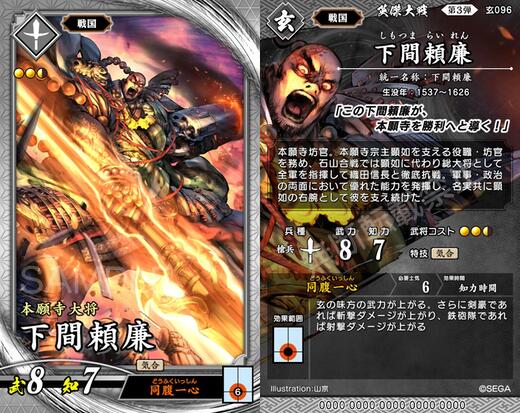 戦国
本願寺大将
下間頼廉
気合
武8 知7
どうふくいっしん
同腹一心
6
玄
戦国
英傑大戦
第3弾
玄096
しもつま らい れん
下間頼廉
統一名称:下間頼廉
生没年:1537~1626
「この下間頼廉が、
本願寺を勝利へと導く!!」
本願寺坊官。本願寺宗主顕如を支える役職・坊官
を務め、石山合戦では顕如に代わり総大将として
全軍を指揮して織田信長と徹底抗戦。軍事・政治
の両面において優れた能力を発揮し、名実共に顕
如の右腕として彼を支え続けた。
兵種 武力 知力 武将コスト
槍兵 8 7
特技 気合
どうふくいっしん
同腹一心
必要士気
6
効果時間
知力時間
効果範囲
玄の味方の武力が上がる。さらに剣豪で
あれば斬撃ダメージが上がり、鉄砲隊であれ
ば射撃ダメージが上がる
Illustration:山宗
©SEGA
0000-0000-0000-0000-0000